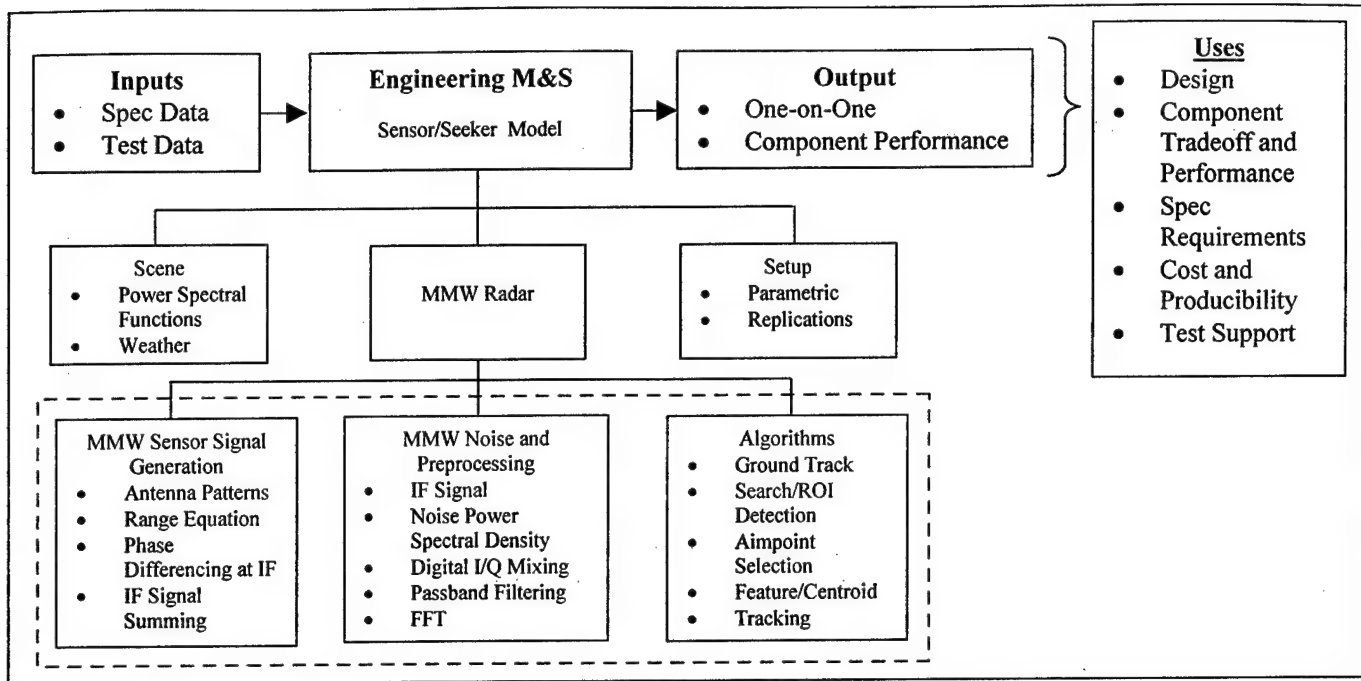 Inputs
• Spec Data
• Test Data
Engineering M&S
Sensor/Seeker Model
Output
• One-on-One
• Component Performance
Uses
• Design
• Component
Tradeoff and
Performance
• Spec
Requirements
• Cost and
Producibility
• Test Support
Scene
• Power Spectral
Functions
• Weather
MMW Radar
Setup
• Parametric
• Replications
MMW Sensor Signal
Generation
• Antenna Patterns
• Range Equation
• Phase
Differencing at IF
• IF Signal
Summing
MMW Noise and
Preprocessing
• IF Signal
• Noise Power
Spectral Density
• Digital I/Q Mixing
• Passband Filtering
• FFT
Algorithms
• Ground Track
• Search/ROI
Detection
• Aimpoint
Selection
• Feature/Centroid
• Tracking